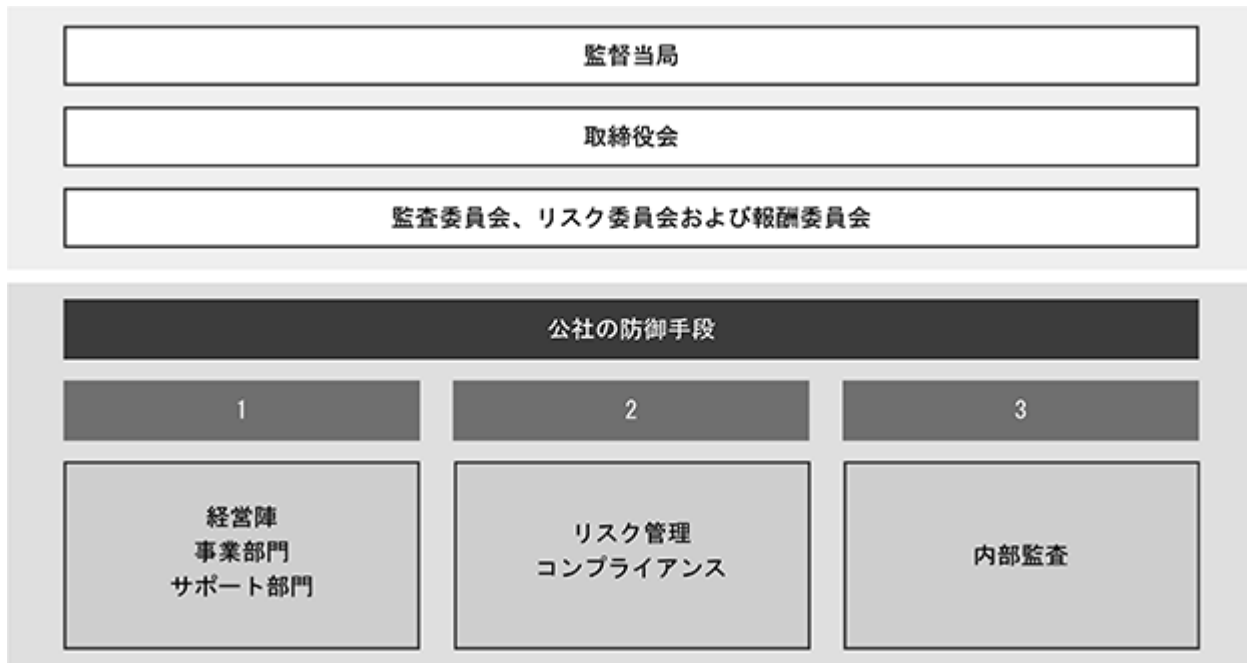 監督当局
取締役会
監査委員会、リスク委員会および報酬委員会
公社の防御手段
1
2
3
経営陣
事業部門
サポート部門
リスク管理
コンプライアンス
内部監査